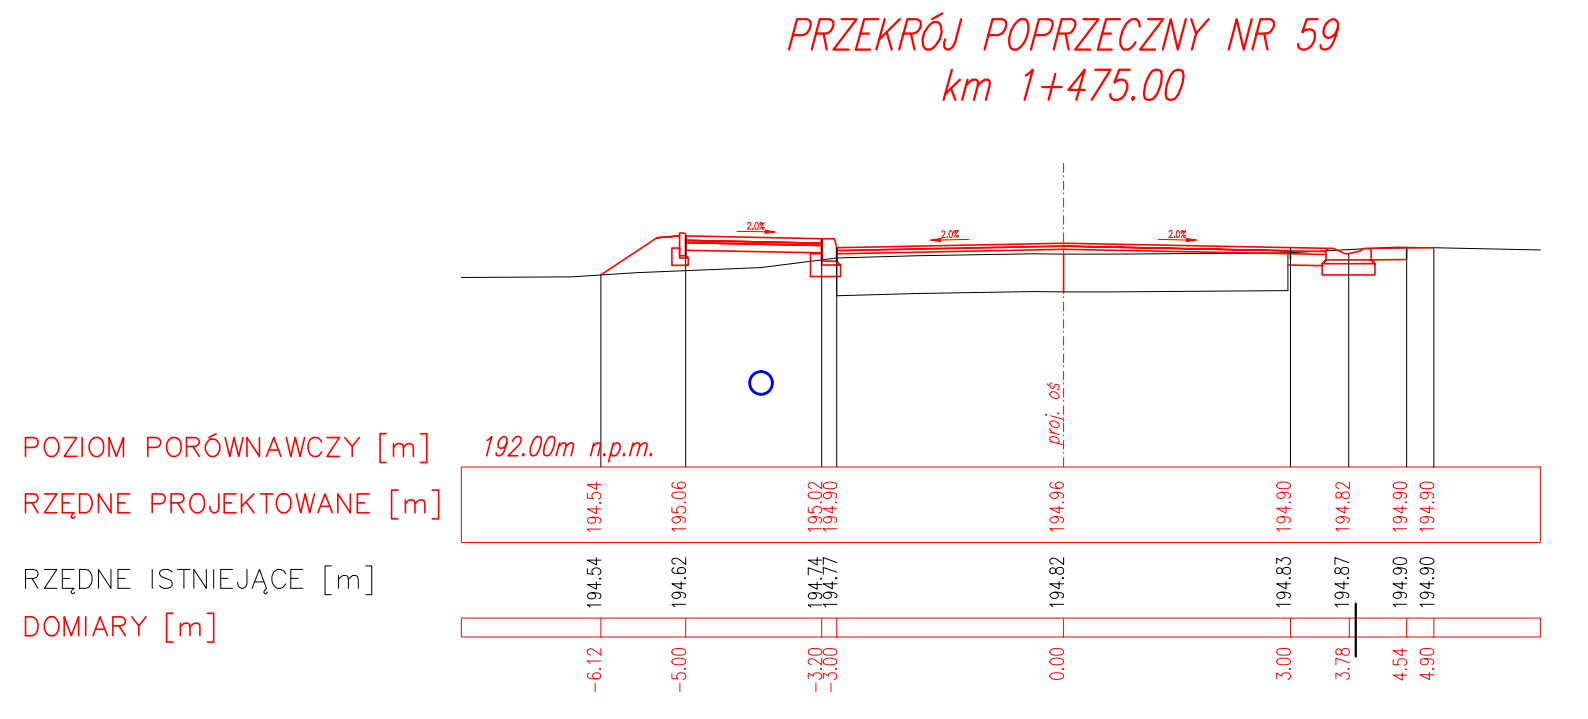 PRZEKRÓJ POPRZECZNY NR 59
km 1+475.00
2.0% 2.0% 2.0%
proj. oś
POZIOM PORÓWNAWCZY [m] 192.00m n.p.m.
RZĘDNE PROJEKTOWANE [m] 194.54 195.06 195.02 194.90 194.96 194.90 194.82 194.90 194.90
RZĘDNE ISTNIEJĄCE [m] 194.54 194.62 194.74 194.77 194.82 194.83 194.87 194.90 194.90
DOMIARY [m] -6.12 -5.00 -3.20 -3.00 0.00 3.00 3.78 4.54 4.90